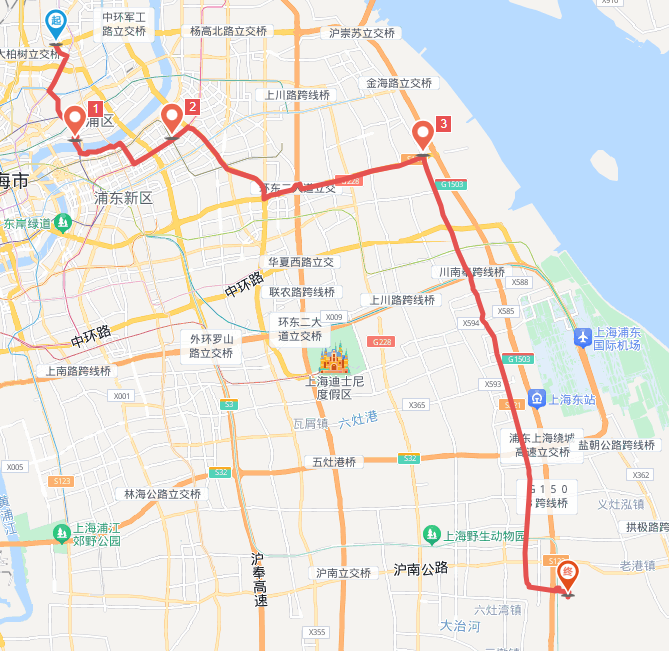 X910
起
中环军工
路立交桥
杨高北路立交桥
沪崇苏立交桥
大柏树立交桥
金海路立交桥
上川路跨线桥
1
2
3
浦区
海市
浦东新区
环东二大道立交
G228
G1503
东岸绿道
华夏西路立交
川南奉跨线桥
中环路
联农路跨线桥
X588
上川路跨线桥
X009
X585
环东二大
道立交桥
X594
中环路
外环罗山
路立交桥
G228
上海浦东
国际机场
G1503
上南路跨线桥
上海迪士尼
度假区
X593
X001
S3
X365
上海东站
瓦屑镇
六灶港
浦东上海绕城
高速立交桥
盐朝公路跨线桥
X005
五灶港桥
S32
S32
X362
S123
林海公路立交桥
G150
跨线桥
义泓镇
黄浦江
上海浦江
郊野公园
上海野生动物园
拱极路跨
沪奉高速
沪南立交桥
沪南公路
老港镇
终
六灶湾镇
X355
大治河